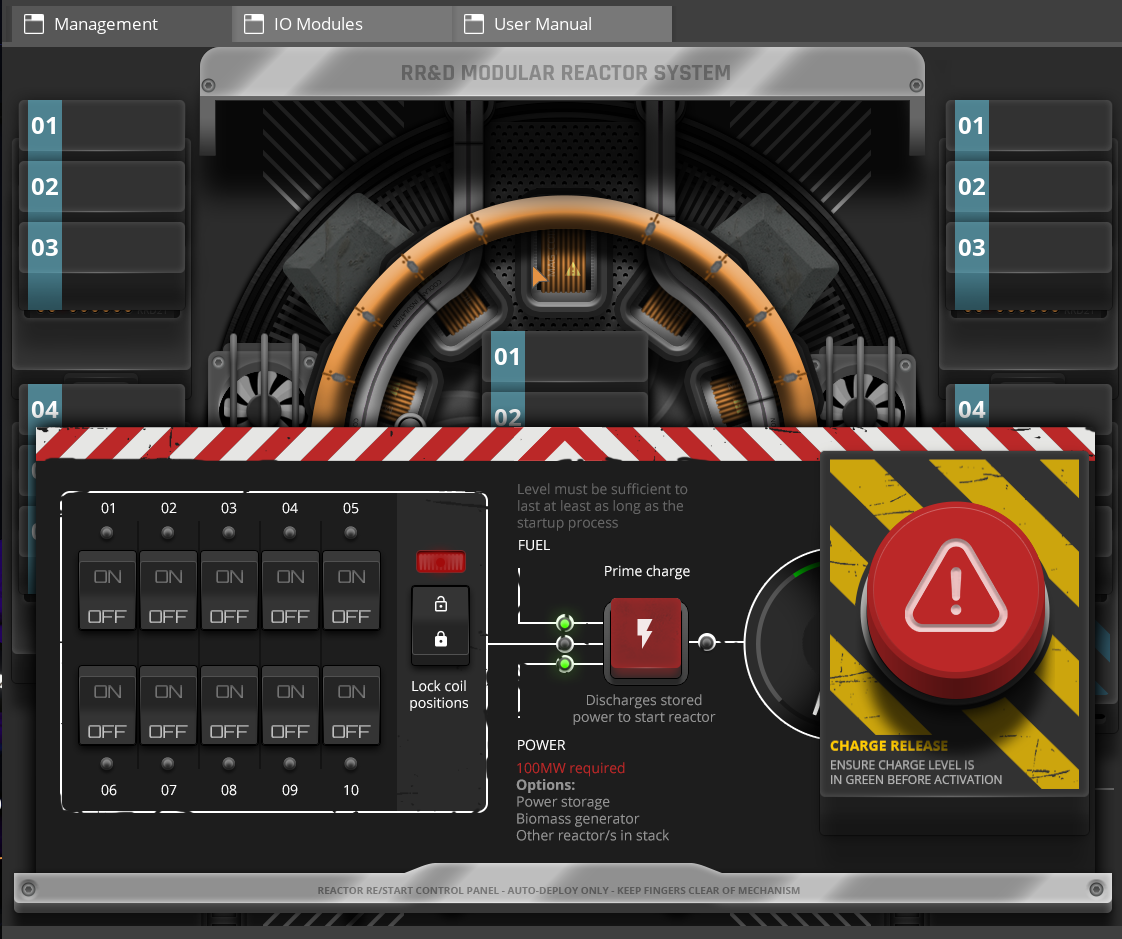 Management
IO Modules
User Manual
RR&D MODULAR REACTOR SYSTEM
01
01
02
02
03
03
01
02
04
04
01
02
03
04
05
ON
ON
ON
ON
ON
OFF
OFF
OFF
OFF
OFF
ON
ON
ON
ON
ON
OFF
OFF
OFF
OFF
OFF
06
07
08
09
10
Lock coil
positions
Level must be sufficient to
last at least as long as the
startup process
FUEL
Prime charge
Discharges stored
power to start reactor
POWER
100MW required
Options:
Power storage
Biomass generator
Other reactor/s in stack
CHARGE RELEASE
ENSURE CHARGE LEVEL IS
IN GREEN BEFORE ACTIVATION
REACTOR RE/START CONTROL PANEL - AUTO-DEPLOY ONLY - KEEP FINGERS CLEAR OF MECHANISM